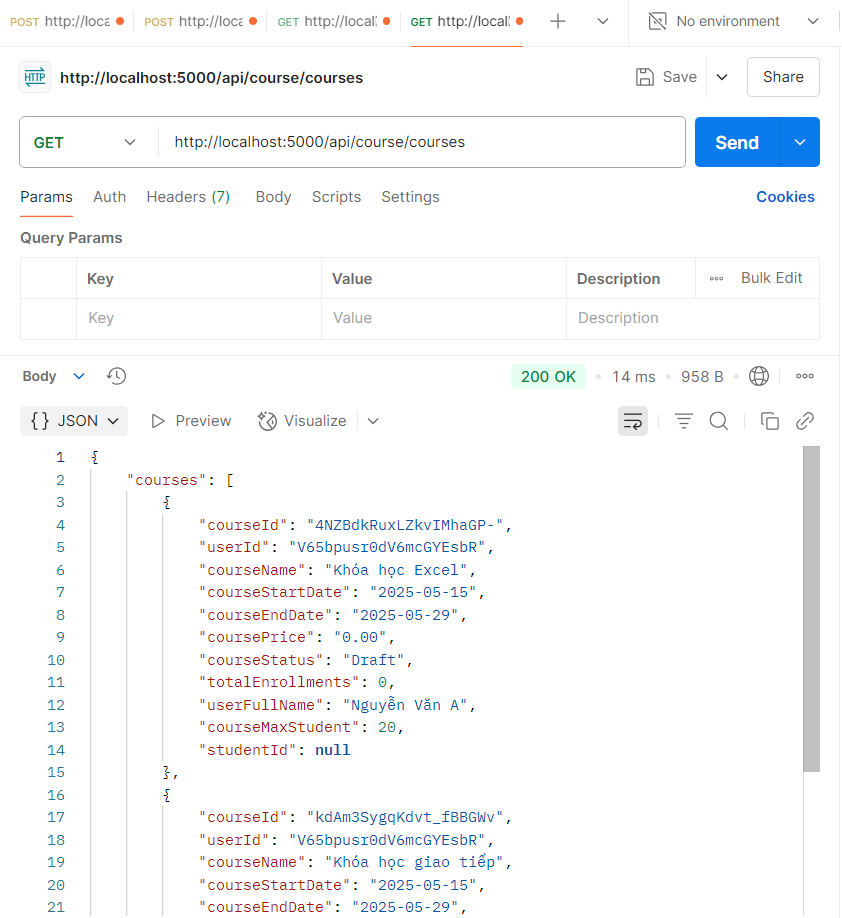 POST http://loca POST http://loca GET http://local GET http://local No environment
HTTP http://localhost:5000/api/course/courses Save Share
GET http://localhost:5000/api/course/courses Send
Params Auth Headers (7) Body Scripts Settings Cookies
Query Params
Key Value Description Bulk Edit
Key Value Description
Body 200 OK 14 ms 958 B
{} JSON Preview Visualize
1 {
2 "courses": [
3 {
4 "courseId": "4NZBdkRuxLZkvIMhaGP-",
5 "userId": "V65bpusr0dV6mcGYEsbR",
6 "courseName": "Khóa học Excel",
7 "courseStartDate": "2025-05-15",
8 "courseEndDate": "2025-05-29",
9 "coursePrice": "0.00",
10 "courseStatus": "Draft",
11 "totalEnrollments": 0,
12 "userFullName": "Nguyễn Văn A",
13 "courseMaxStudent": 20,
14 "studentId": null
15 },
16 {
17 "courseId": "kdAm3SygqKdvt_fBBGWv",
18 "userId": "V65bpusr0dV6mcGYEsbR",
19 "courseName": "Khóa học giao tiếp",
20 "courseStartDate": "2025-05-15",
21 "courseEndDate": "2025-05-29",